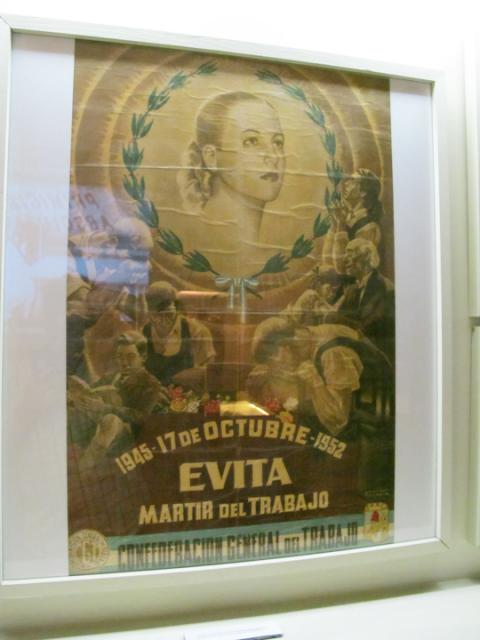 1945-17 DE OCTUBRE-1952
EVITA
MARTIR DEL TRABAJO
CONFEDERACION GENERAL DEL TRABAJO